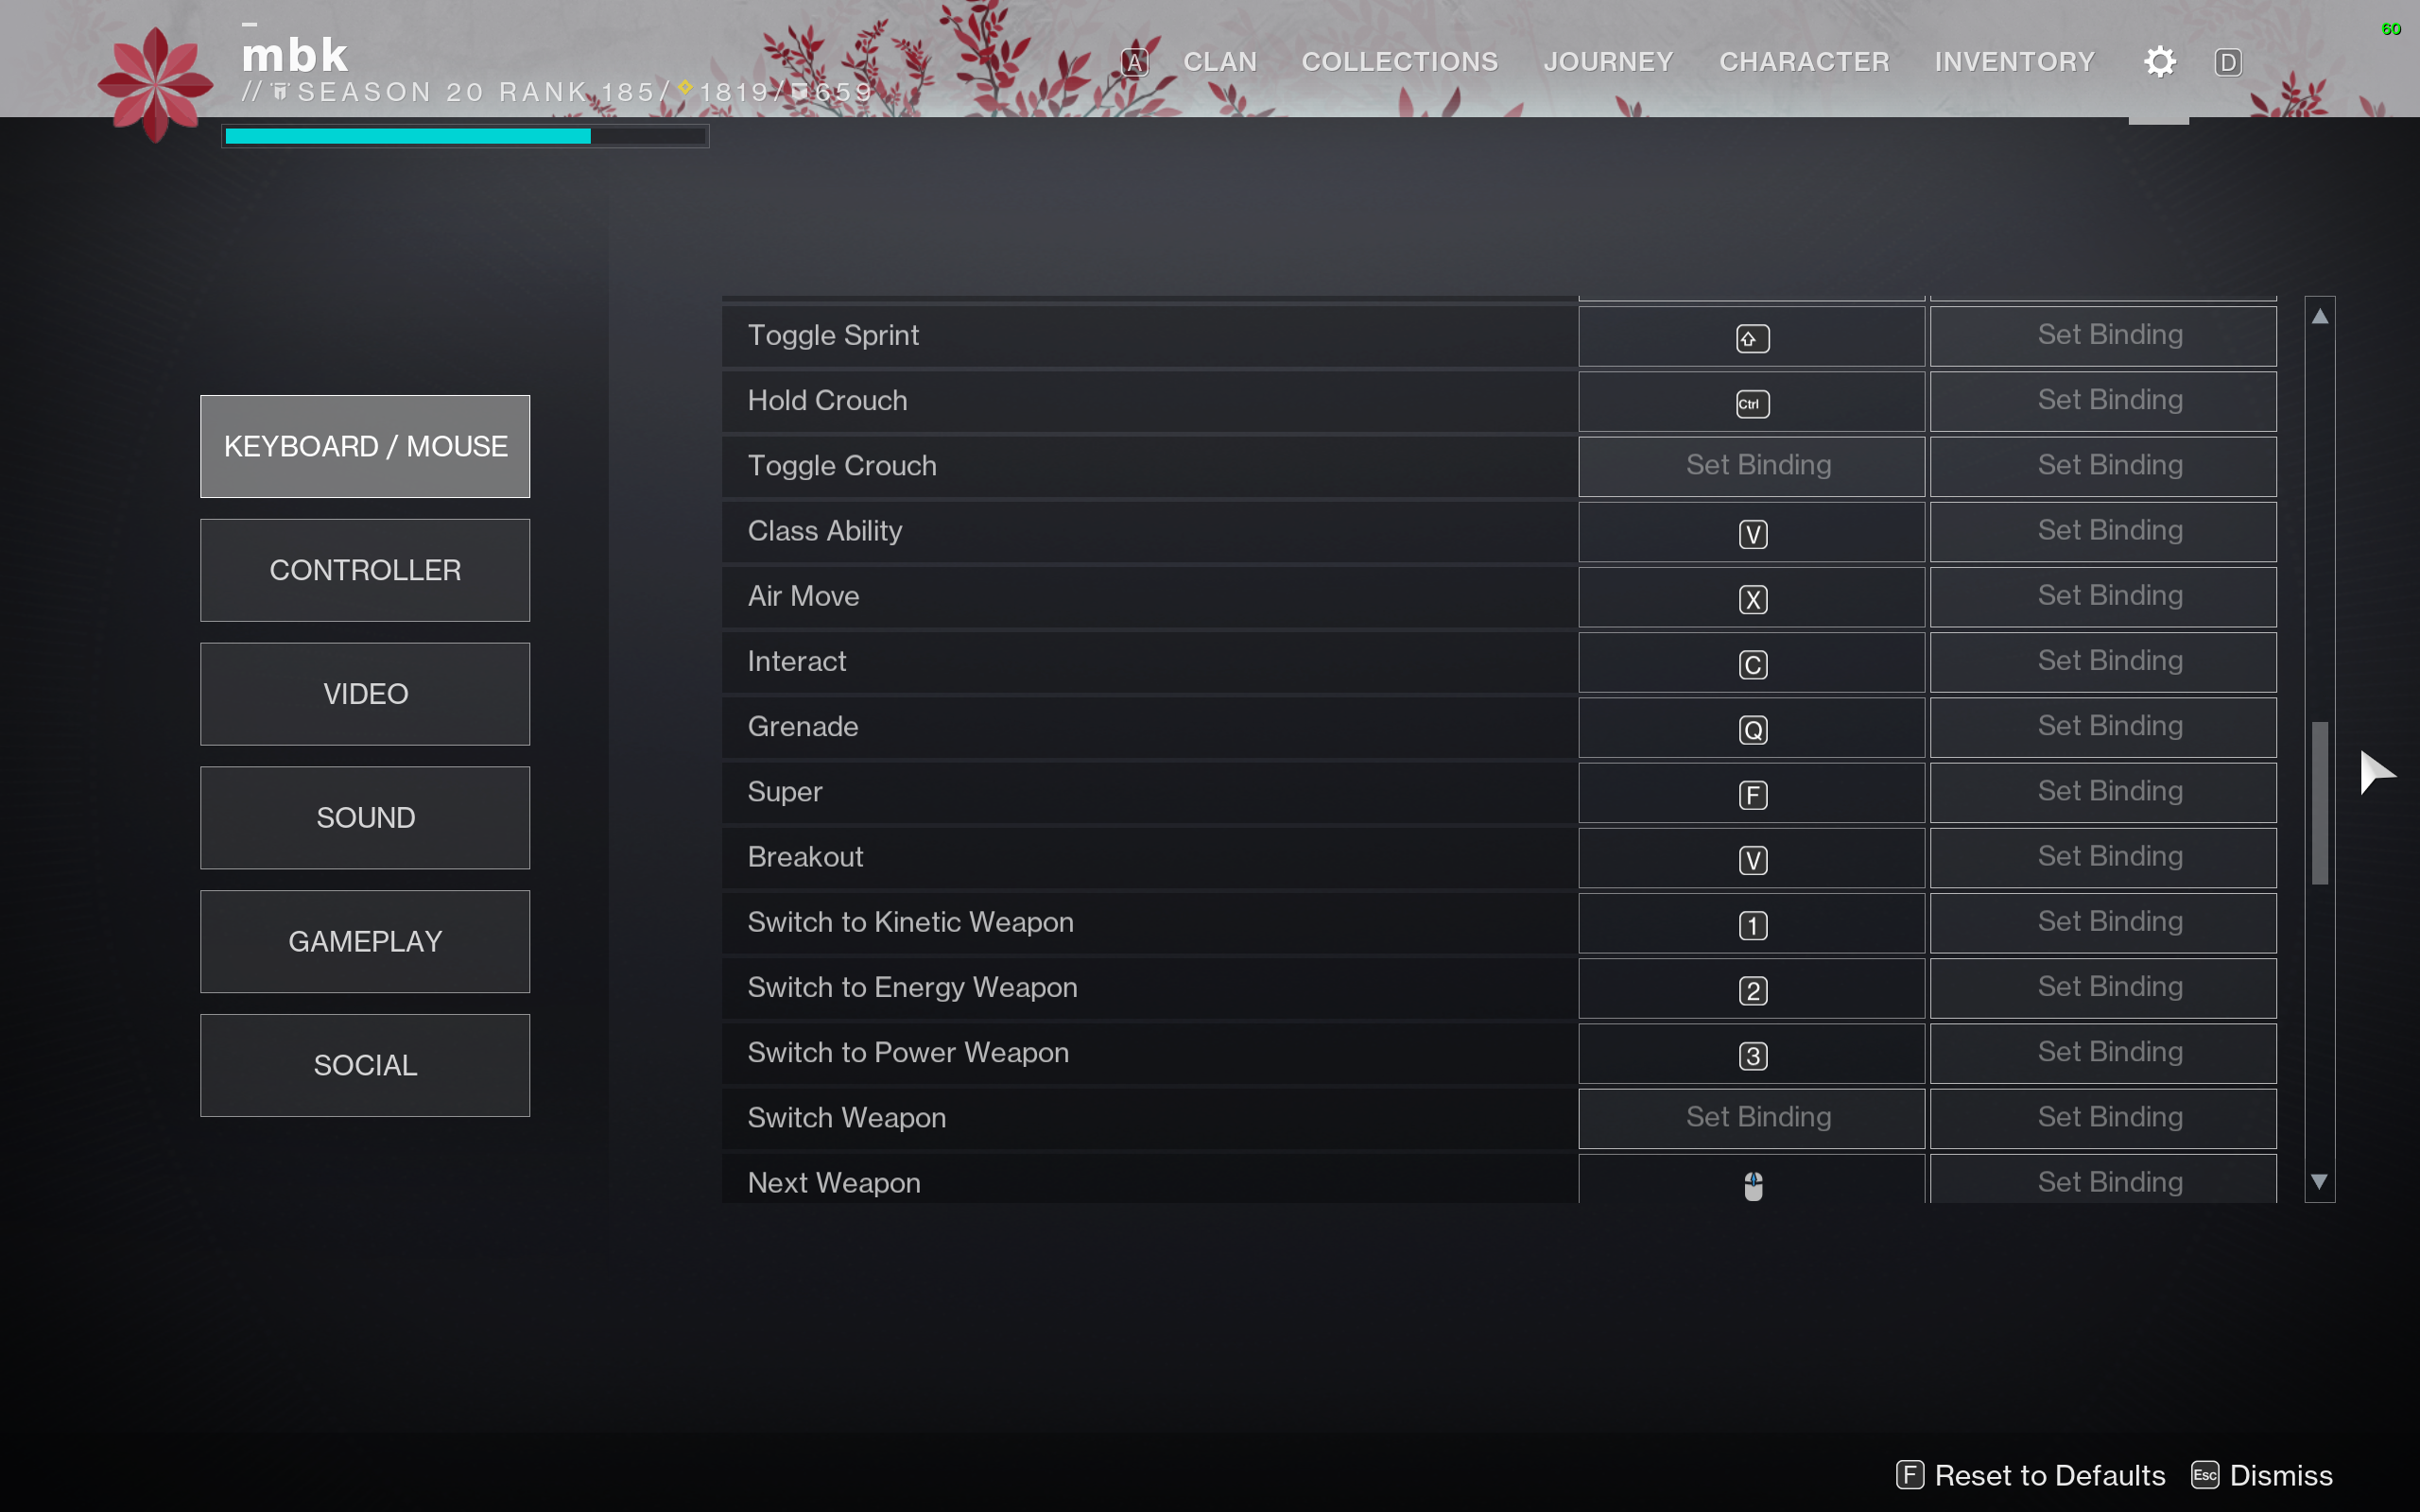 mbk
// SEASON 20 RANK 185/ 1819/ 659
A CLAN COLLECTIONS JOURNEY CHARACTER INVENTORY D
60
KEYBOARD / MOUSE
CONTROLLER
VIDEO
SOUND
GAMEPLAY
SOCIAL
Toggle Sprint Set Binding
Hold Crouch Ctrl Set Binding
Toggle Crouch Set Binding Set Binding
Class Ability V Set Binding
Air Move X Set Binding
Interact C Set Binding
Grenade Q Set Binding
Super F Set Binding
Breakout V Set Binding
Switch to Kinetic Weapon 1 Set Binding
Switch to Energy Weapon 2 Set Binding
Switch to Power Weapon 3 Set Binding
Switch Weapon Set Binding Set Binding
Next Weapon Set Binding
F Reset to Defaults Esc Dismiss